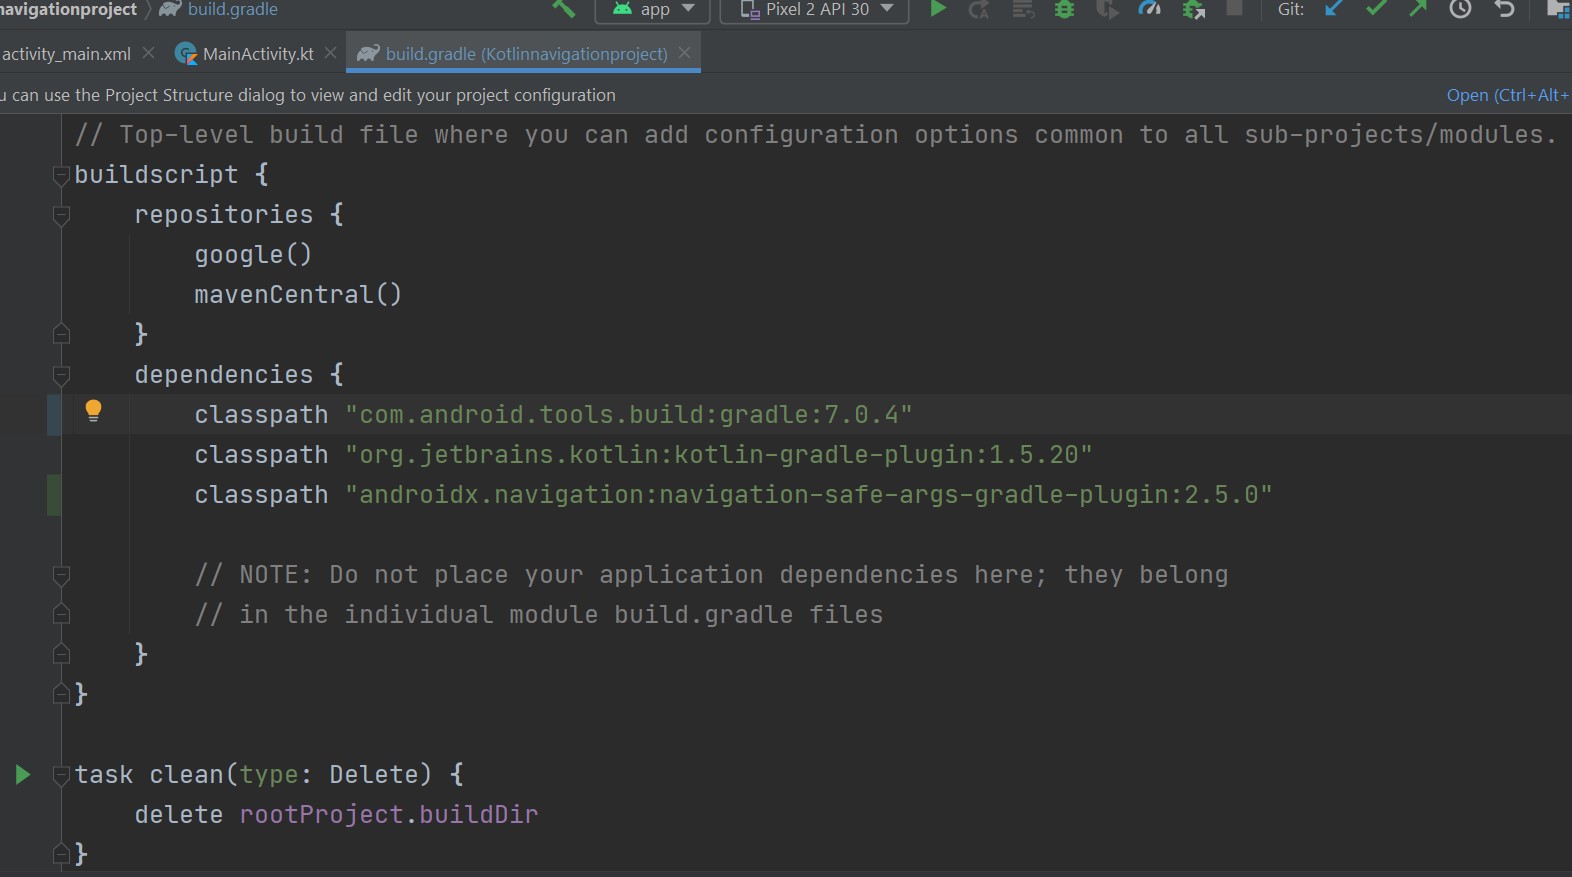 navigationproject build.gradle app Pixel 2 API 30 Git:
activity_main.xml MainActivity.kt build.gradle (Kotlinnavigationproject)
u can use the Project Structure dialog to view and edit your project configuration Open (Ctrl+Alt+
// Top-level build file where you can add configuration options common to all sub-projects/modules.
buildscript {
    repositories {
        google()
        mavenCentral()
    }
    dependencies {
        classpath "com.android.tools.build:gradle:7.0.4"
        classpath "org.jetbrains.kotlin:kotlin-gradle-plugin:1.5.20"
        classpath "androidx.navigation:navigation-safe-args-gradle-plugin:2.5.0"
        // NOTE: Do not place your application dependencies here; they belong
        // in the individual module build.gradle files
    }
}
task clean(type: Delete) {
    delete rootProject.buildDir
}